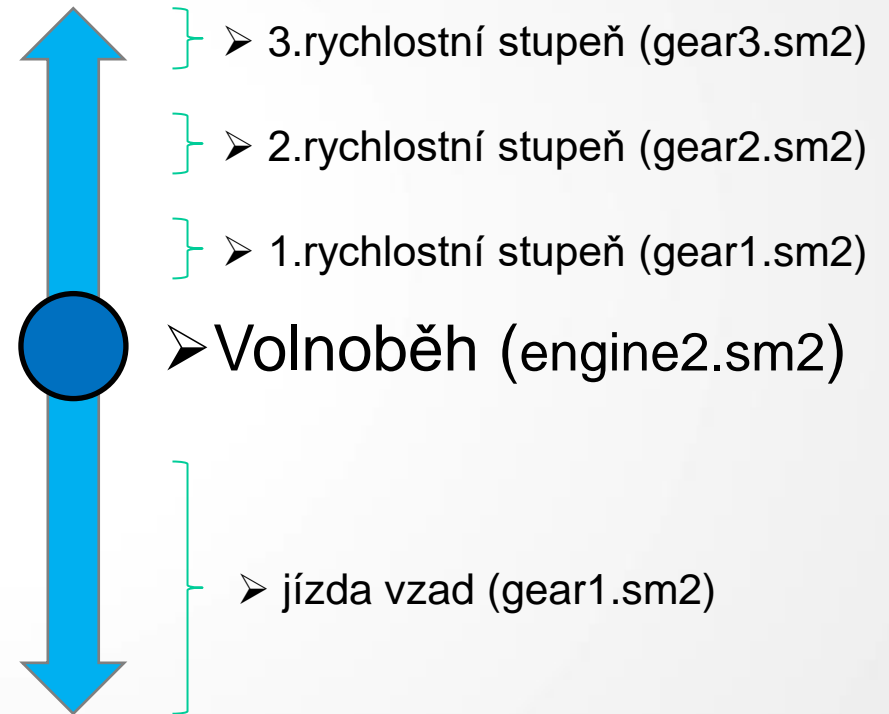 ➢ 3.rychlostní stupeň (gear3.sm2)
➢ 2.rychlostní stupeň (gear2.sm2)
➢ 1.rychlostní stupeň (gear1.sm2)
➢Volnoběh (engine2.sm2)
➢ jízda vzad (gear1.sm2)